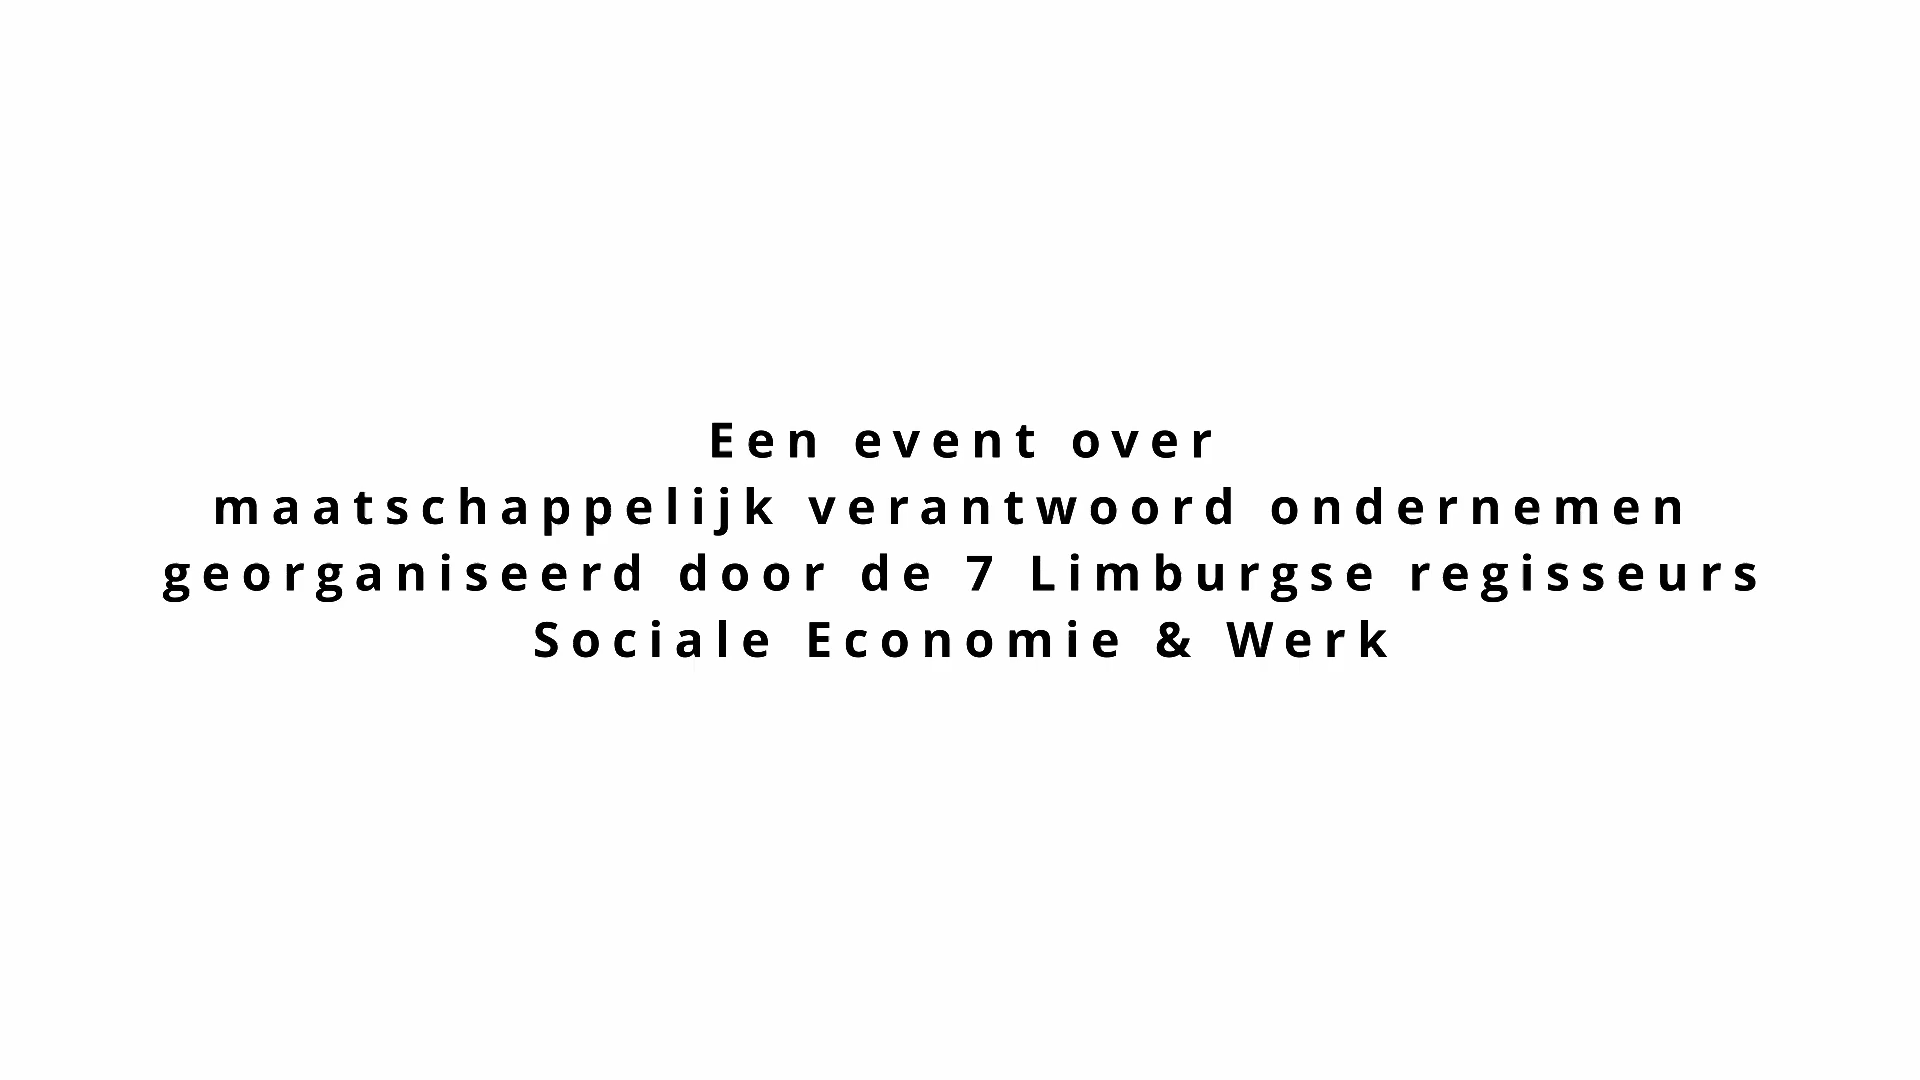 Een event over
maatschappelijk verantwoord ondernemen
georganiseerd door de 7 Limburgse regisseurs
Sociale Economie & Werk